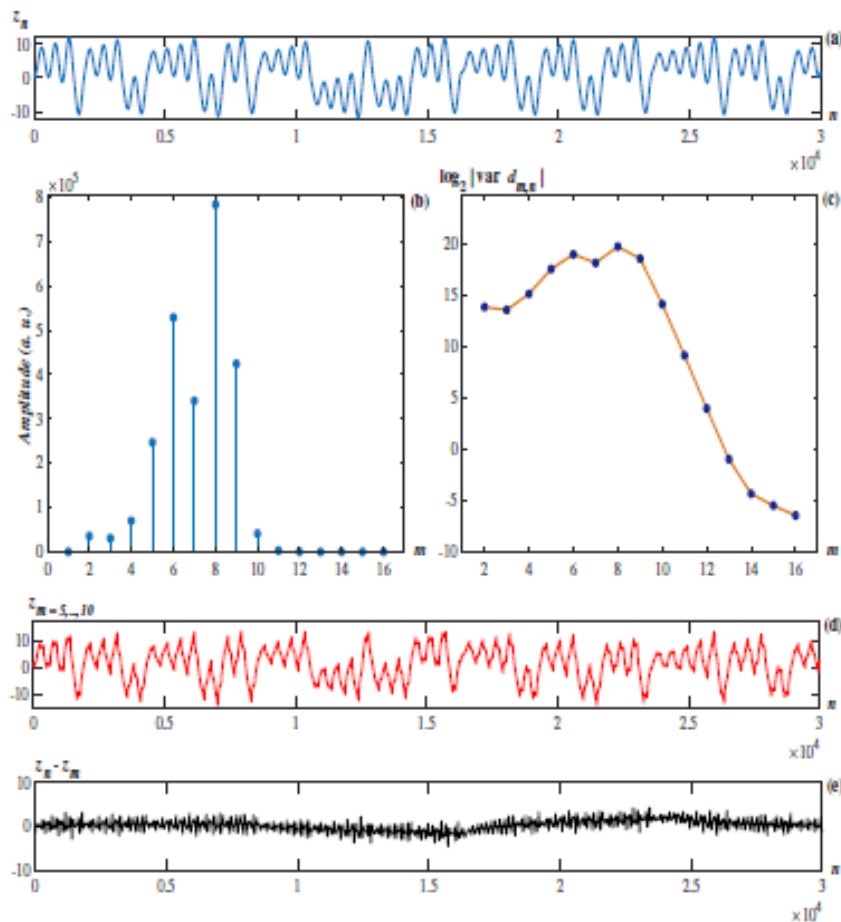 z_n
(a)
10
0
-10
n
0 0.5 1 1.5 2 2.5 3
×10^4
×10^5
(b)
8
7
6
5
4
3
2
1
0
Amplitude (a. u.)
0 2 4 6 8 10 12 14 16
m
log_2 |var d_{m,n}|
(c)
20
15
10
5
0
-5
-10
2 4 6 8 10 12 14 16
m
z_{m = 5,..,10}
(d)
10
0
-10
n
0 0.5 1 1.5 2 2.5 3
×10^4
z_n - z_m
(e)
10
0
-10
n
0 0.5 1 1.5 2 2.5 3
×10^4